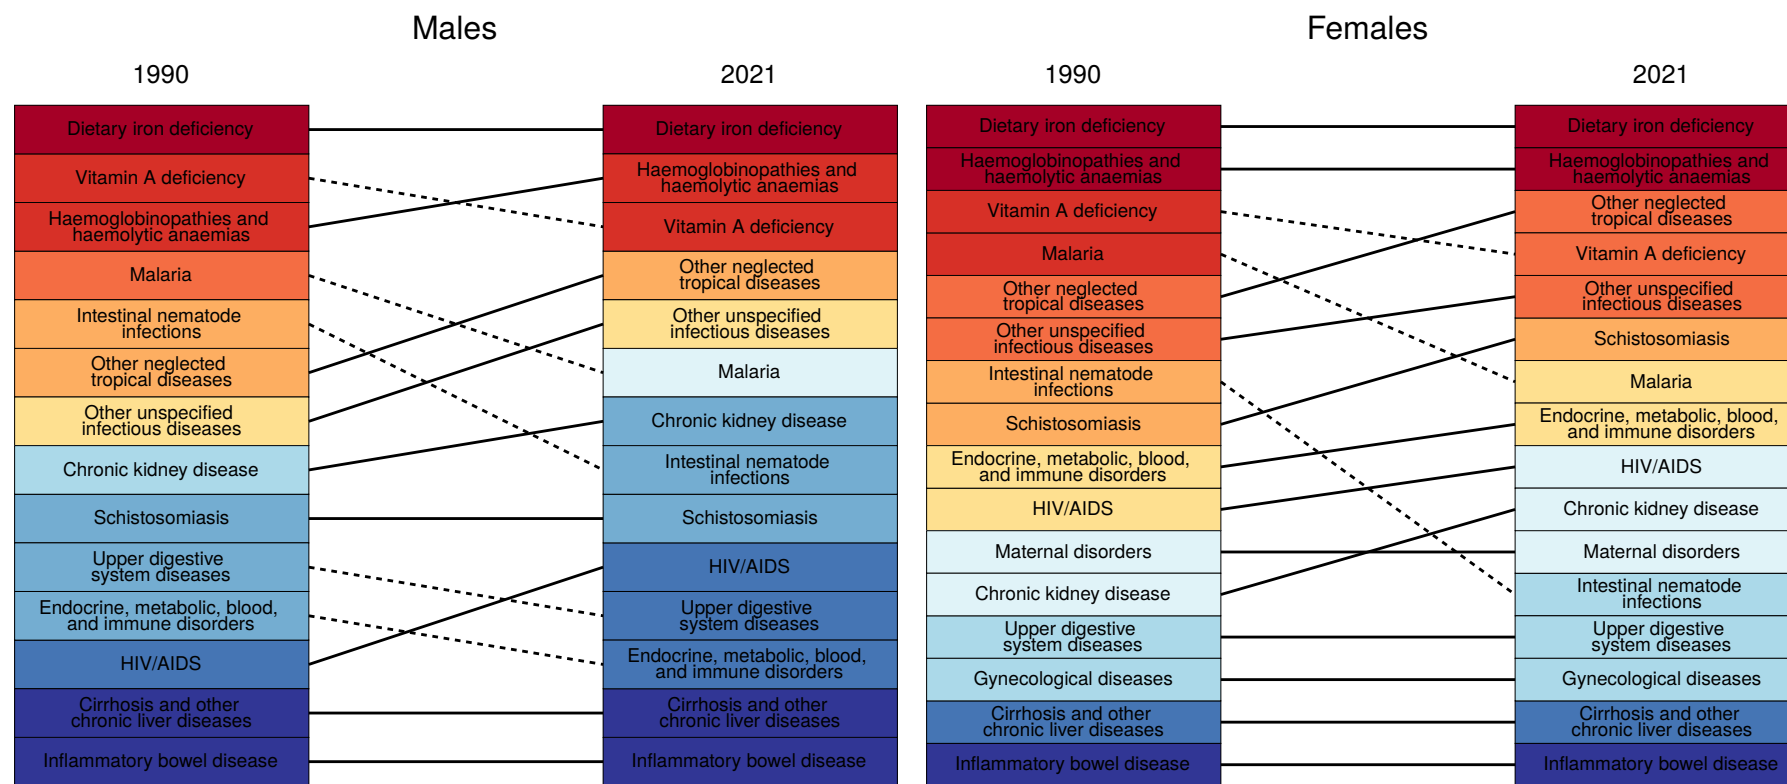 Males
Females
1990
2021
1990
2021
Dietary iron deficiency
Vitamin A deficiency
Haemoglobinopathies and
haemolytic anaemias
Malaria
Intestinal nematode
infections
Other neglected
tropical diseases
Other unspecified
infectious diseases
Chronic kidney disease
Schistosomiasis
Upper digestive
system diseases
Endocrine, metabolic, blood,
and immune disorders
HIV/AIDS
Cirrhosis and other
chronic liver diseases
Inflammatory bowel disease
Dietary iron deficiency
Haemoglobinopathies and
haemolytic anaemias
Vitamin A deficiency
Other neglected
tropical diseases
Other unspecified
infectious diseases
Malaria
Chronic kidney disease
Intestinal nematode
infections
Schistosomiasis
HIV/AIDS
Upper digestive
system diseases
Endocrine, metabolic, blood,
and immune disorders
Cirrhosis and other
chronic liver diseases
Inflammatory bowel disease
Dietary iron deficiency
Haemoglobinopathies and
haemolytic anaemias
Vitamin A deficiency
Malaria
Other neglected
tropical diseases
Other unspecified
infectious diseases
Intestinal nematode
infections
Schistosomiasis
Endocrine, metabolic, blood,
and immune disorders
HIV/AIDS
Maternal disorders
Chronic kidney disease
Upper digestive
system diseases
Gynecological diseases
Cirrhosis and other
chronic liver diseases
Inflammatory bowel disease
Dietary iron deficiency
Haemoglobinopathies and
haemolytic anaemias
Other neglected
tropical diseases
Vitamin A deficiency
Other unspecified
infectious diseases
Schistosomiasis
Malaria
Endocrine, metabolic, blood,
and immune disorders
HIV/AIDS
Chronic kidney disease
Maternal disorders
Intestinal nematode
infections
Upper digestive
system diseases
Gynecological diseases
Cirrhosis and other
chronic liver diseases
Inflammatory bowel disease